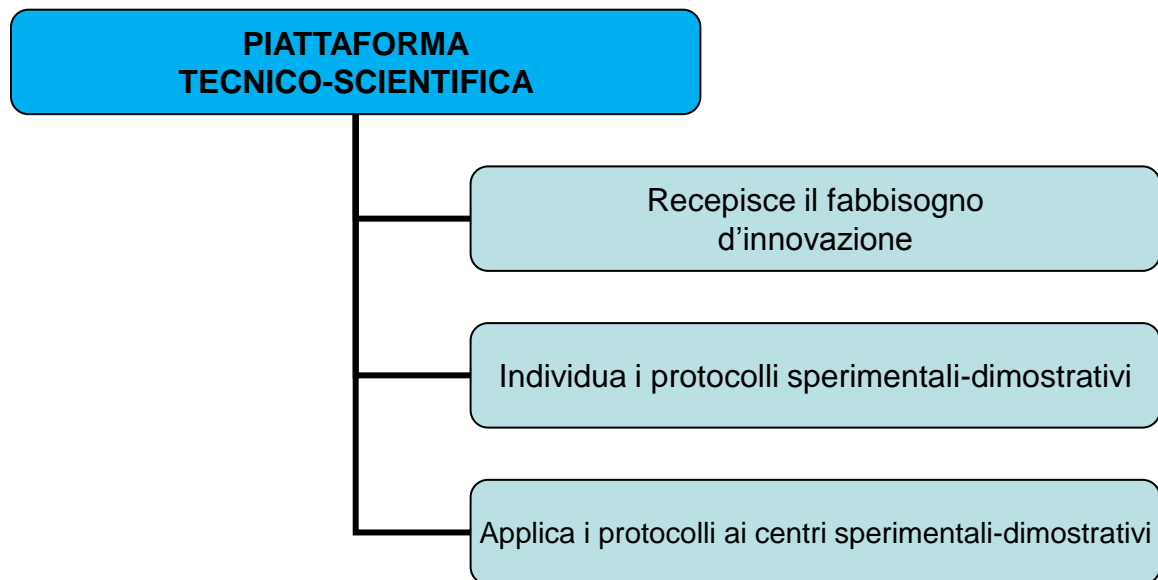 PIATTAFORMA
TECNICO-SCIENTIFICA
Recepisce il fabbisogno
d’innovazione
Individua i protocolli sperimentali-dimostrativi
Applica i protocolli ai centri sperimentali-dimostrativi